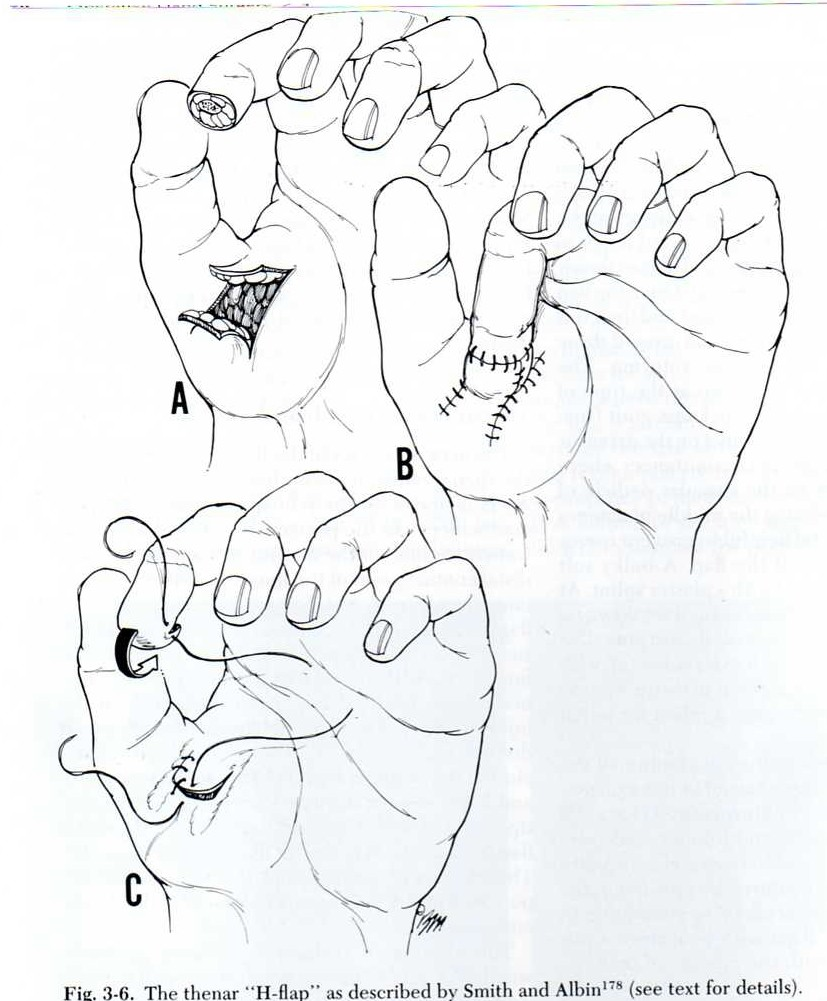 A
B
C
Fig. 3-6. The thenar "H-flap" as described by Smith and Albin¹⁷⁸ (see text for details).